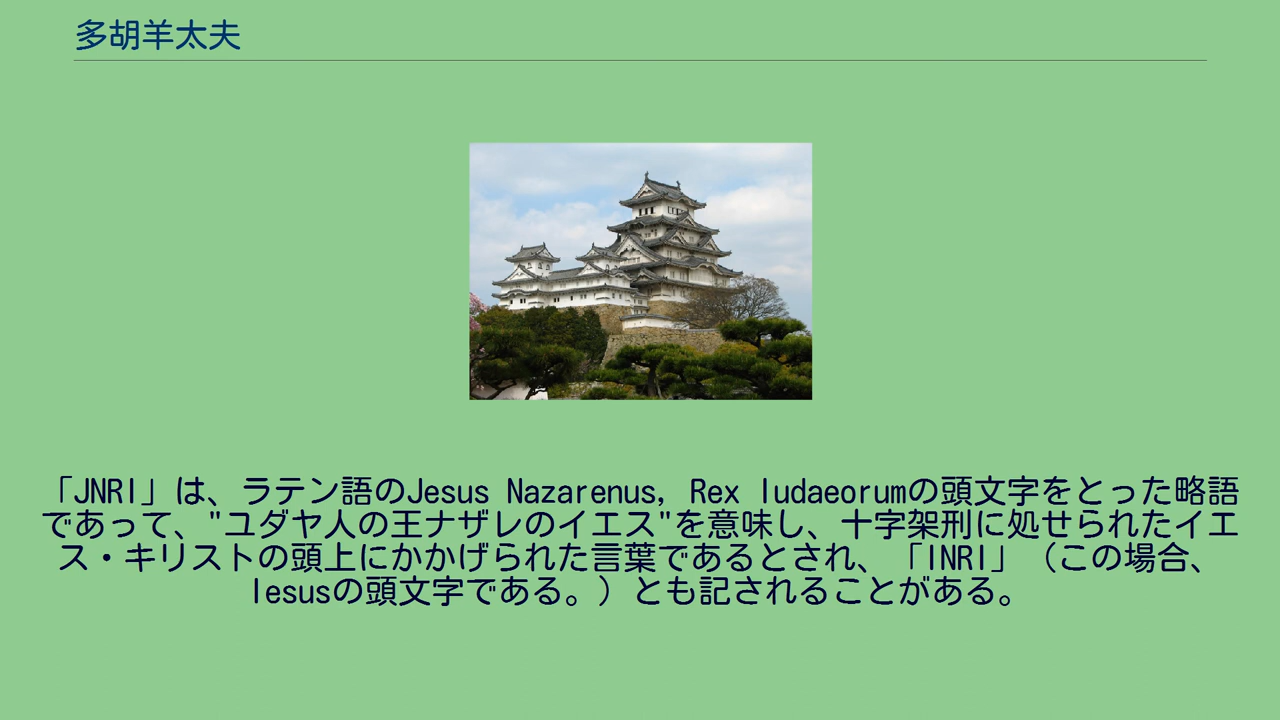 多胡羊太夫
「JNRI」は、ラテン語のJesus Nazarenus, Rex Iudaeorumの頭文字をとった略語
であって、"ユダヤ人の王ナザレのイエス"を意味し、十字架刑に処せられたイエ
ス・キリストの頭上にかかげられた言葉であるとされ、「INRI」（この場合、
Iesusの頭文字である。）とも記されることがある。